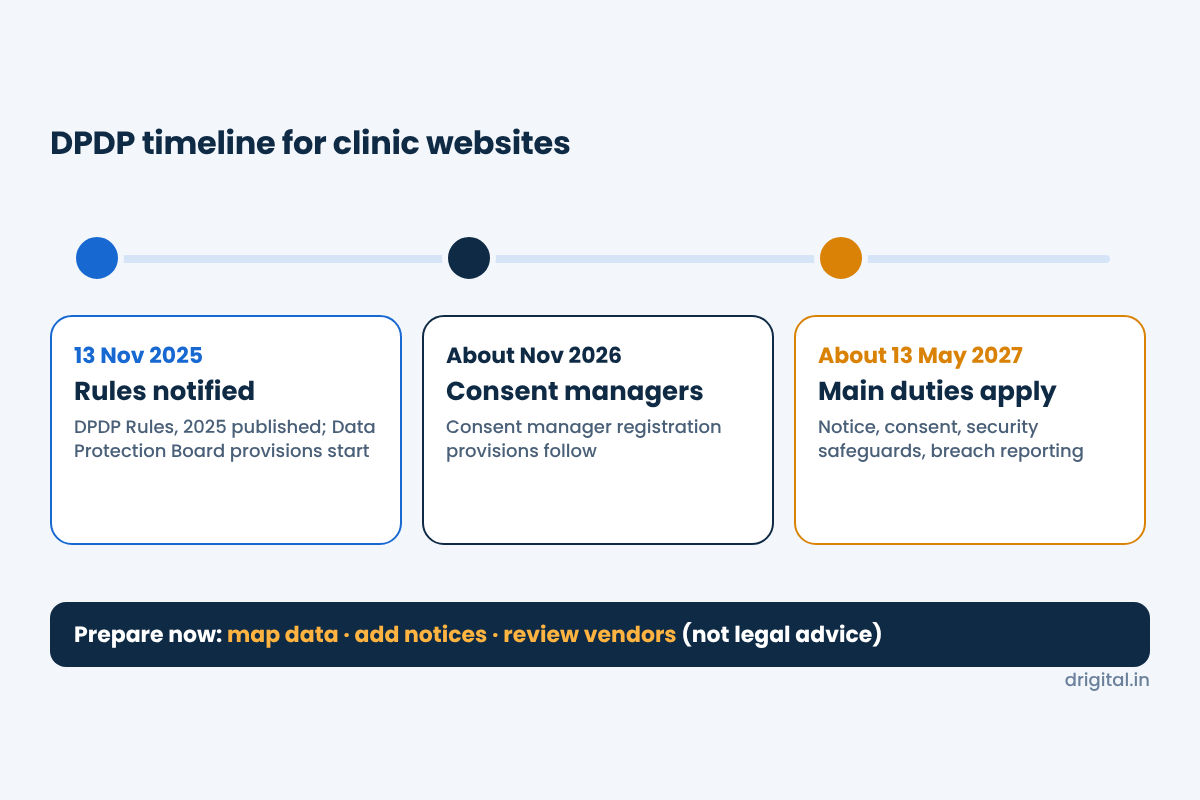 DPDP timeline for clinic websites
13 Nov 2025
Rules notified
DPDP Rules, 2025 published; Data
Protection Board provisions start
About Nov 2026
Consent managers
Consent manager registration
provisions follow
About 13 May 2027
Main duties apply
Notice, consent, security
safeguards, breach reporting
Prepare now: map data · add notices · review vendors (not legal advice)
drigital.in